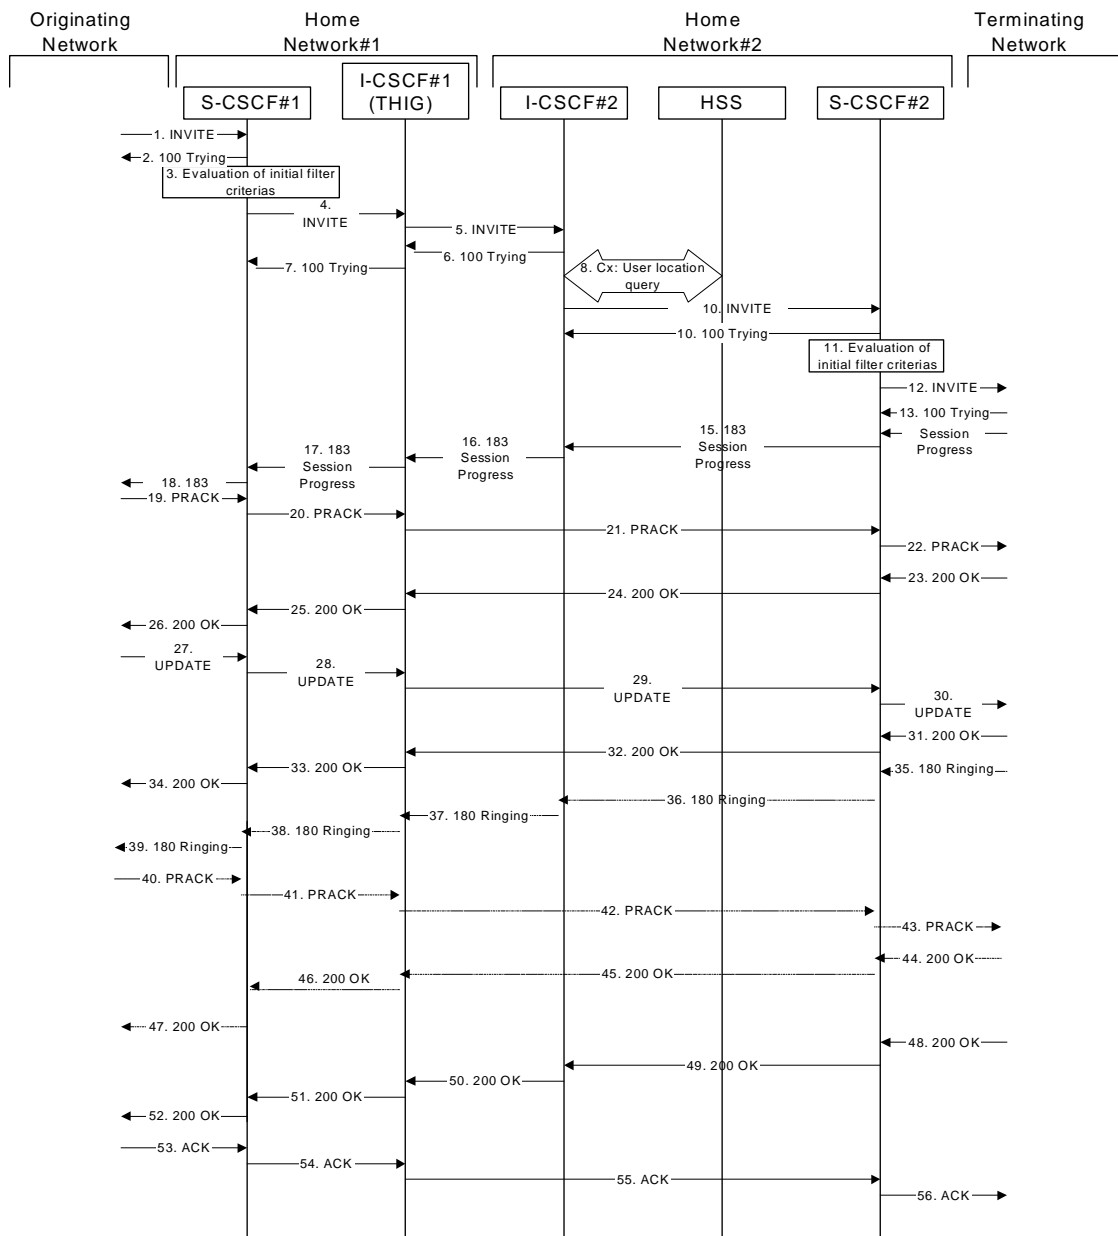 Originating
Network
Home
Network#1
Home
Network#2
Terminating
Network
S-CSCF#1
I-CSCF#1
(THIG)
I-CSCF#2
HSS
S-CSCF#2
1. INVITE
2. 100 Trying
3. Evaluation of initial filter
criterias
4.
INVITE
5. INVITE
6. 100 Trying
7. 100 Trying
8. Cx: User location
query
10. INVITE
10. 100 Trying
11. Evaluation of
initial filter criterias
12. INVITE
13. 100 Trying
Session
Progress
15. 183
Session
Progress
16. 183
Session
Progress
17. 183
Session
Progress
18. 183
19. PRACK
20. PRACK
21. PRACK
22. PRACK
23. 200 OK
24. 200 OK
25. 200 OK
26. 200 OK
27.
UPDATE
28.
UPDATE
29.
UPDATE
30.
UPDATE
31. 200 OK
32. 200 OK
33. 200 OK
34. 200 OK
35. 180 Ringing
36. 180 Ringing
37. 180 Ringing
38. 180 Ringing
39. 180 Ringing
40. PRACK
41. PRACK
42. PRACK
43. PRACK
44. 200 OK
45. 200 OK
46. 200 OK
47. 200 OK
48. 200 OK
49. 200 OK
50. 200 OK
51. 200 OK
52. 200 OK
53. ACK
54. ACK
55. ACK
56. ACK